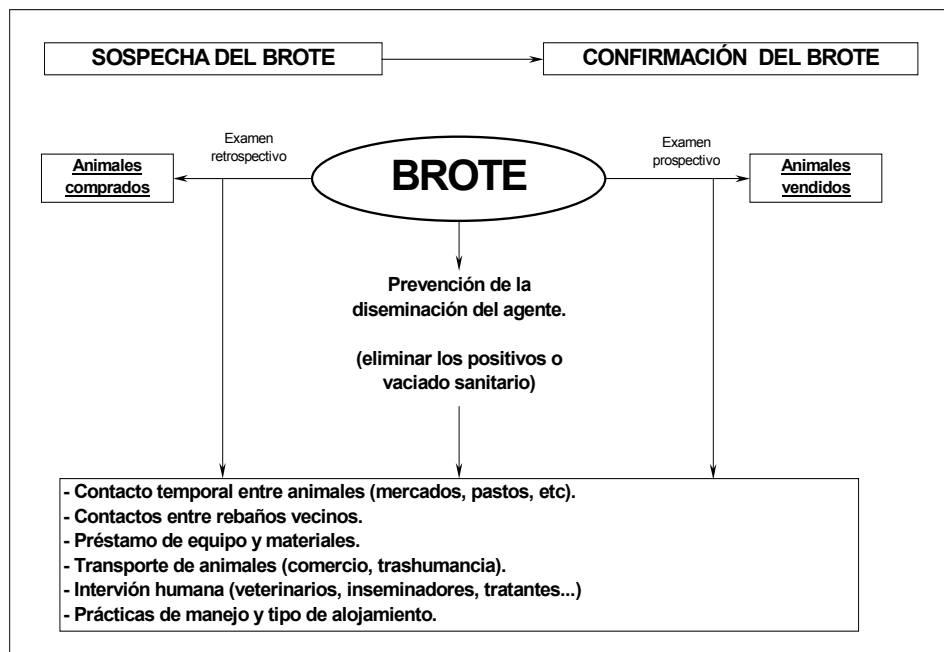 SOSPECHA DEL BROTE
CONFIRMACIÓN DEL BROTE
Examen
retrospectivo
Examen
prospectivo
Animales
comprados
BROTE
Animales
vendidos
Prevención de la
diseminación del agente.
(eliminar los positivos o
vaciado sanitario)
- Contacto temporal entre animales (mercados, pastos, etc).
- Contactos entre rebaños vecinos.
- Préstamo de equipo y materiales.
- Transporte de animales (comercio, trashumancia).
- Intervión humana (veterinarios, inseminadores, tratantes...)
- Prácticas de manejo y tipo de alojamiento.